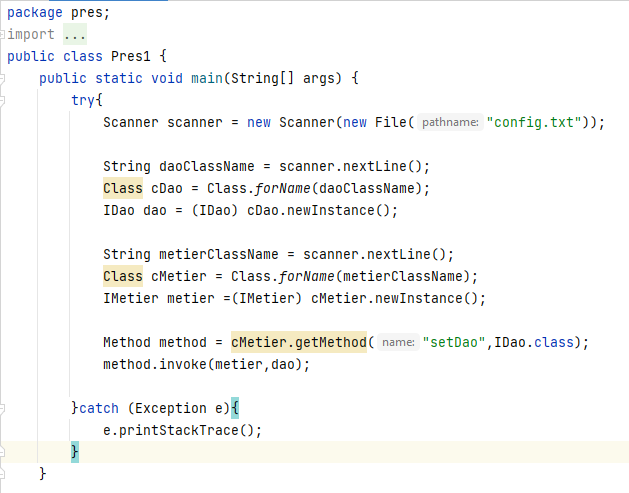 package pres;
import ...
public class Pres1 {
    public static void main(String[] args) {
        try{
            Scanner scanner = new Scanner(new File( pathname: "config.txt"));

            String daoClassName = scanner.nextLine();
            Class cDao = Class.forName(daoClassName);
            IDao dao = (IDao) cDao.newInstance();

            String metierClassName = scanner.nextLine();
            Class cMetier = Class.forName(metierClassName);
            IMetier metier =(IMetier) cMetier.newInstance();

            Method method = cMetier.getMethod( name: "setDao",IDao.class);
            method.invoke(metier,dao);

        }catch (Exception e){
            e.printStackTrace();
        }
    }